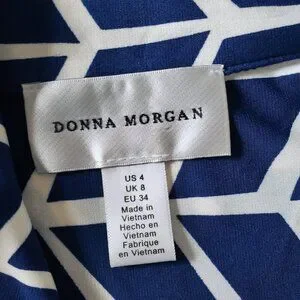 DONNA MORGAN
US 4
UK 8
EU 34
Made in
Vietnam
Hecho en
Vietnam
Fabrique
en Vietnam